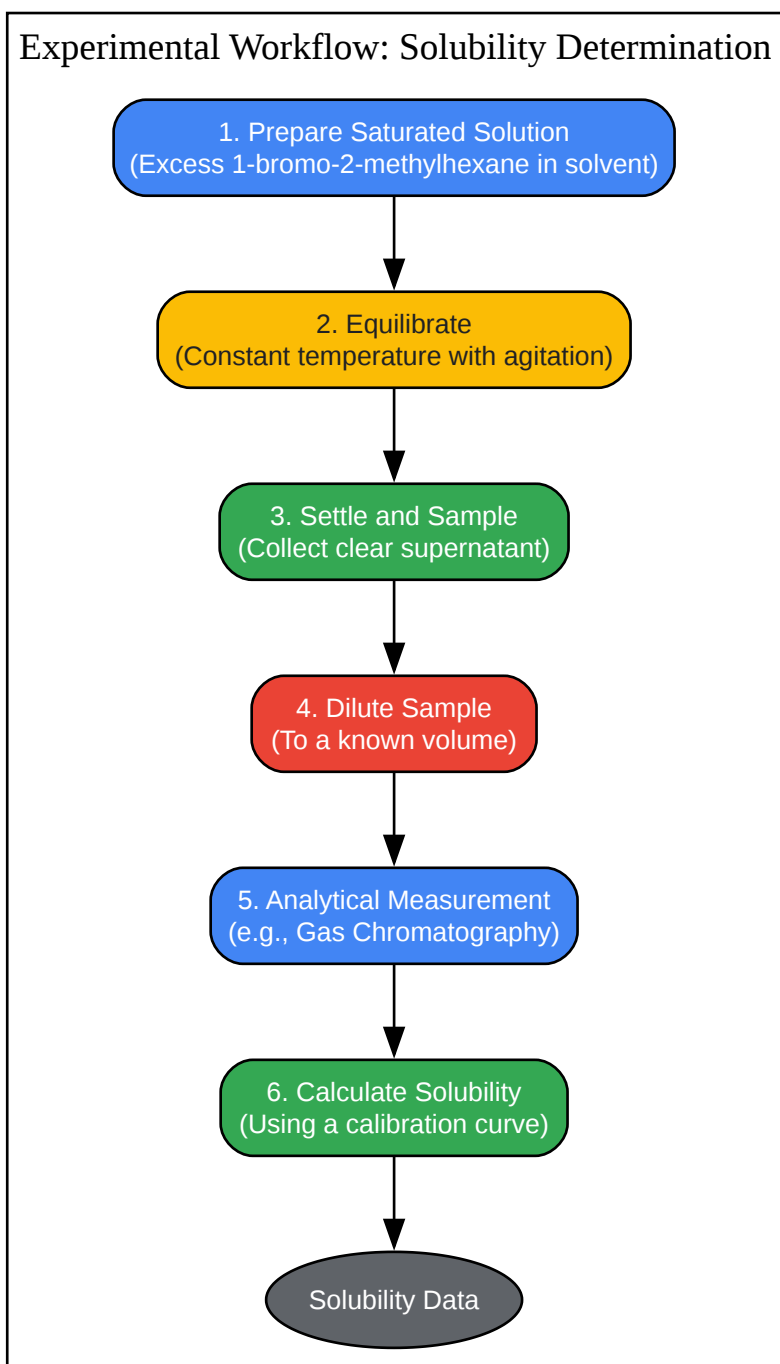 Experimental Workflow: Solubility Determination
1. Prepare Saturated Solution
(Excess 1-bromo-2-methylhexane in solvent)
2. Equilibrate
(Constant temperature with agitation)
3. Settle and Sample
(Collect clear supernatant)
4. Dilute Sample
(To a known volume)
5. Analytical Measurement
(e.g., Gas Chromatography)
6. Calculate Solubility
(Using a calibration curve)
Solubility Data